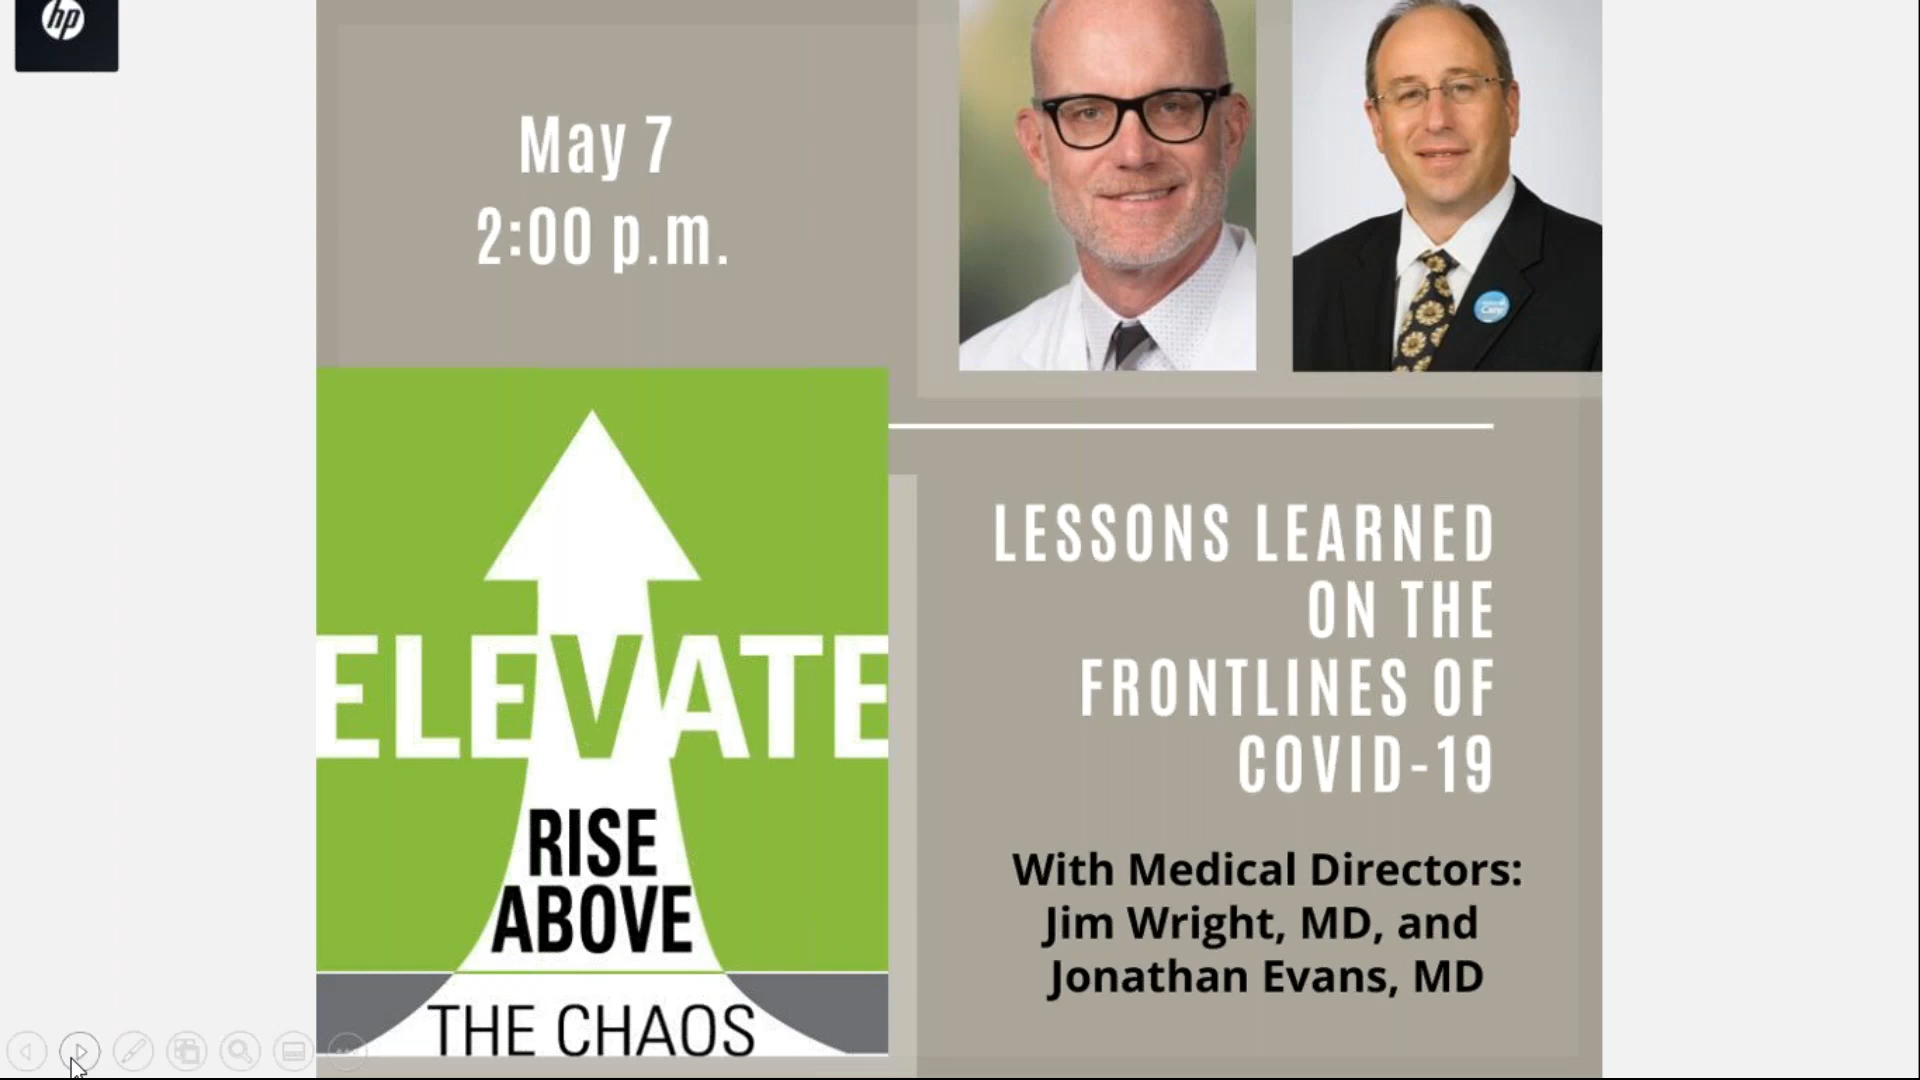 hp
May 7
2:00 p.m.
Care
ELEVATE
RISE
ABOVE
THE CHAOS
LESSONS LEARNED
ON THE
FRONTLINES OF
COVID-19
With Medical Directors:
Jim Wright, MD, and
Jonathan Evans, MD